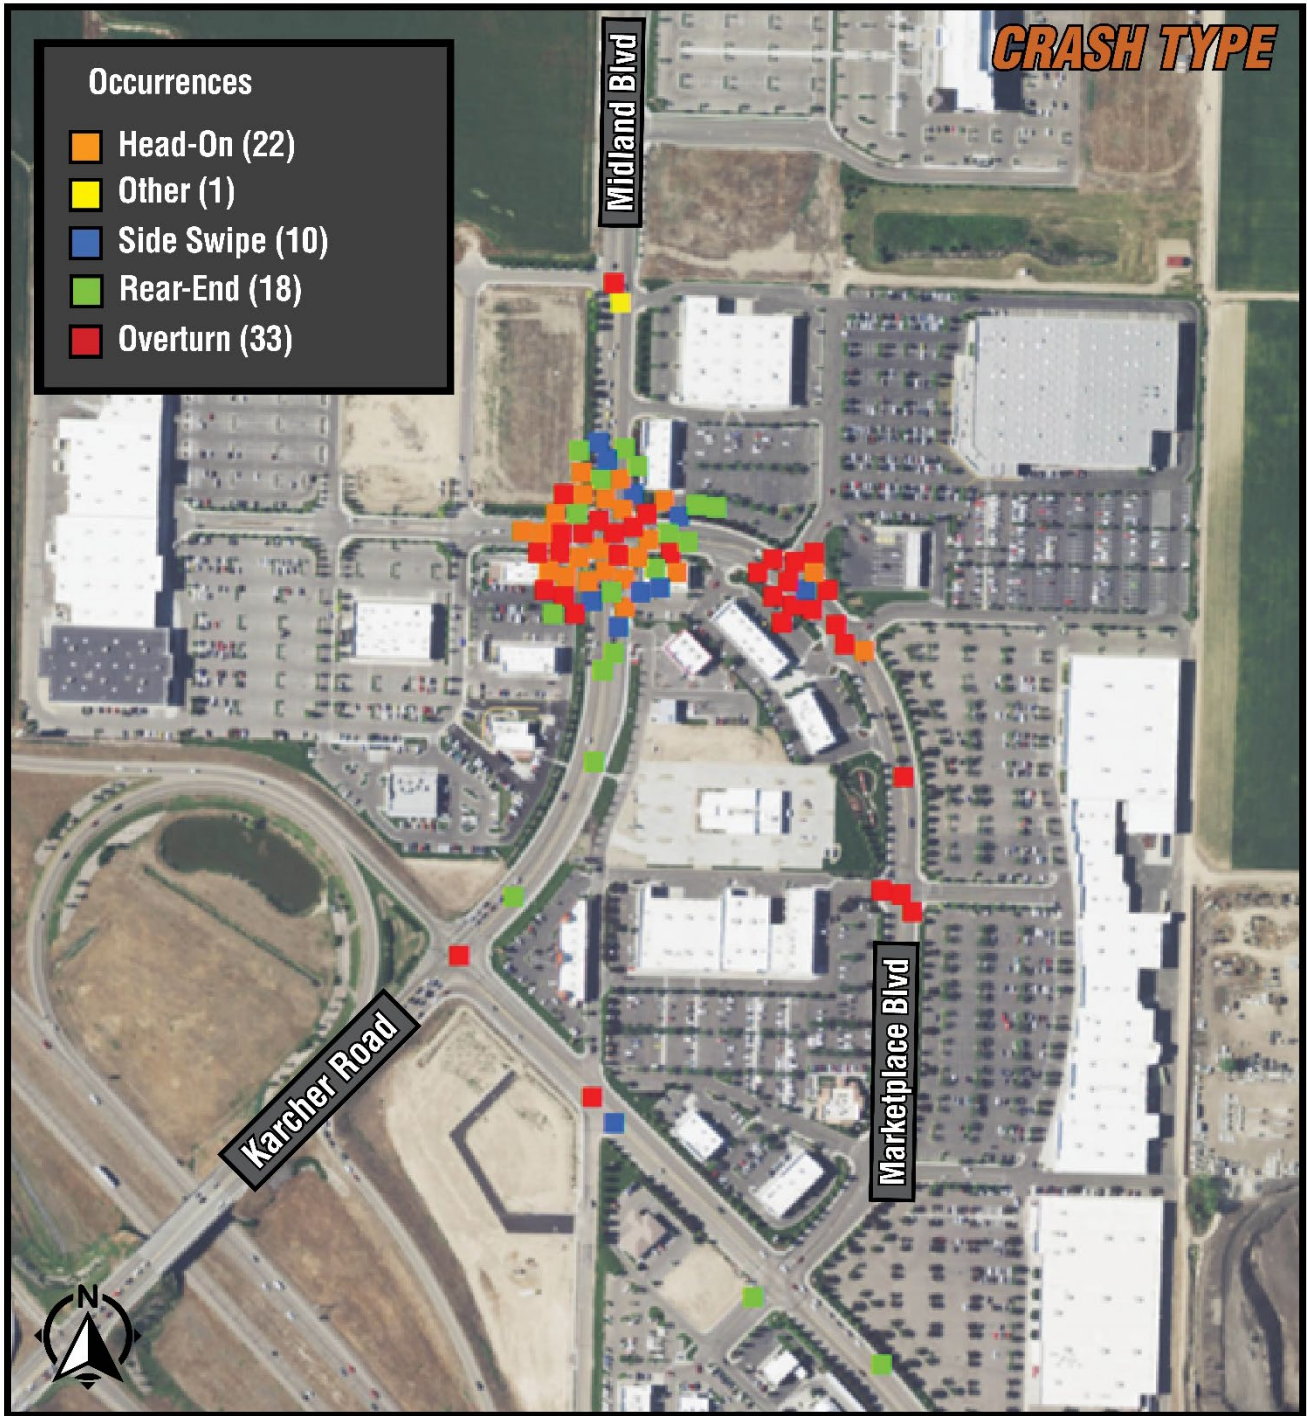 CRASH TYPE
Occurrences
Head-On (22)
Other (1)
Side Swipe (10)
Rear-End (18)
Overturn (33)
Midland Blvd
Karcher Road
Marketplace Blvd
N